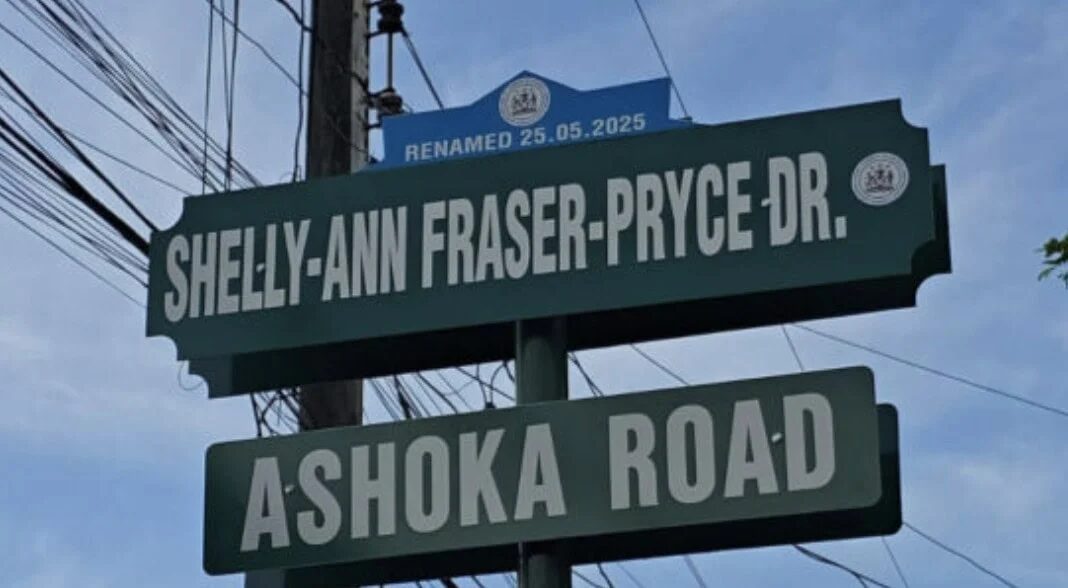 RENAMED 25.05.2025
SHELLY-ANN FRASER-PRYCE DR.
ASHOKA ROAD